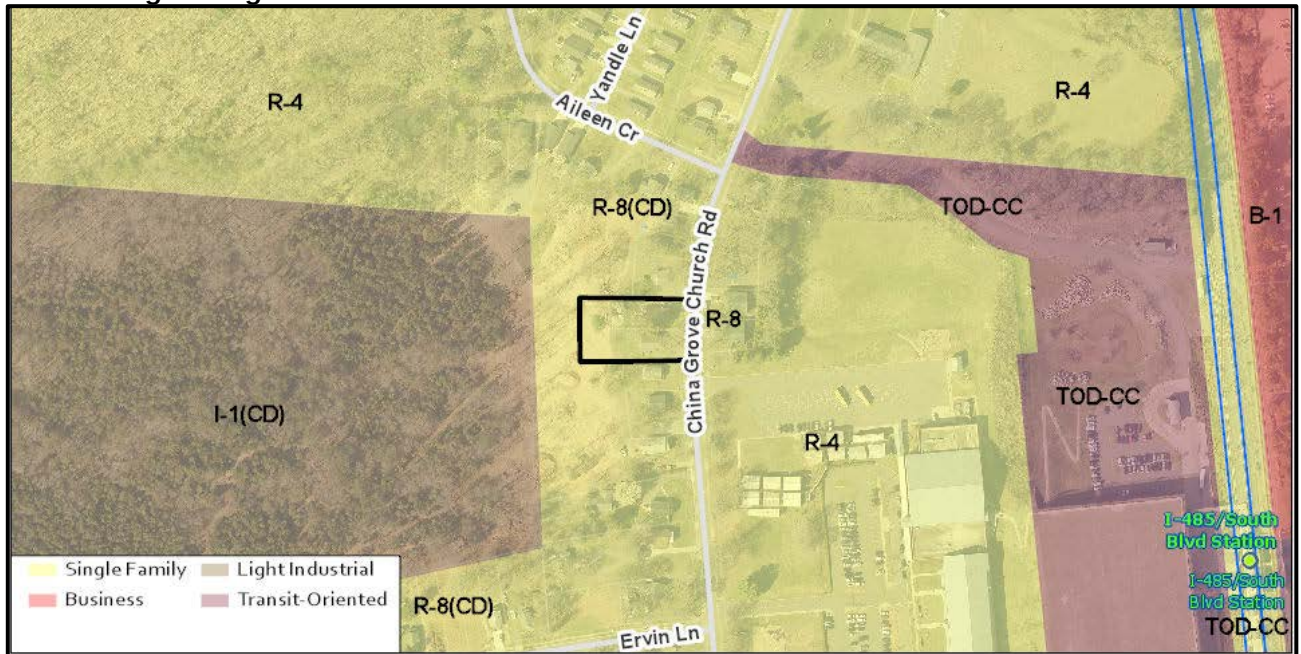 R-4
Yandle Ln
Aileen Cr
R-4
R-8(CD)
TOD-CC
B-1
China Grove Church Rd
R-8
TOD-CC
I-1(CD)
R-4
I-485/South
Blvd Station
I-485/South
Blvd Station
Single Family
Light Industrial
Business
Transit-Oriented
R-8(CD)
Ervin Ln
TOD-CC